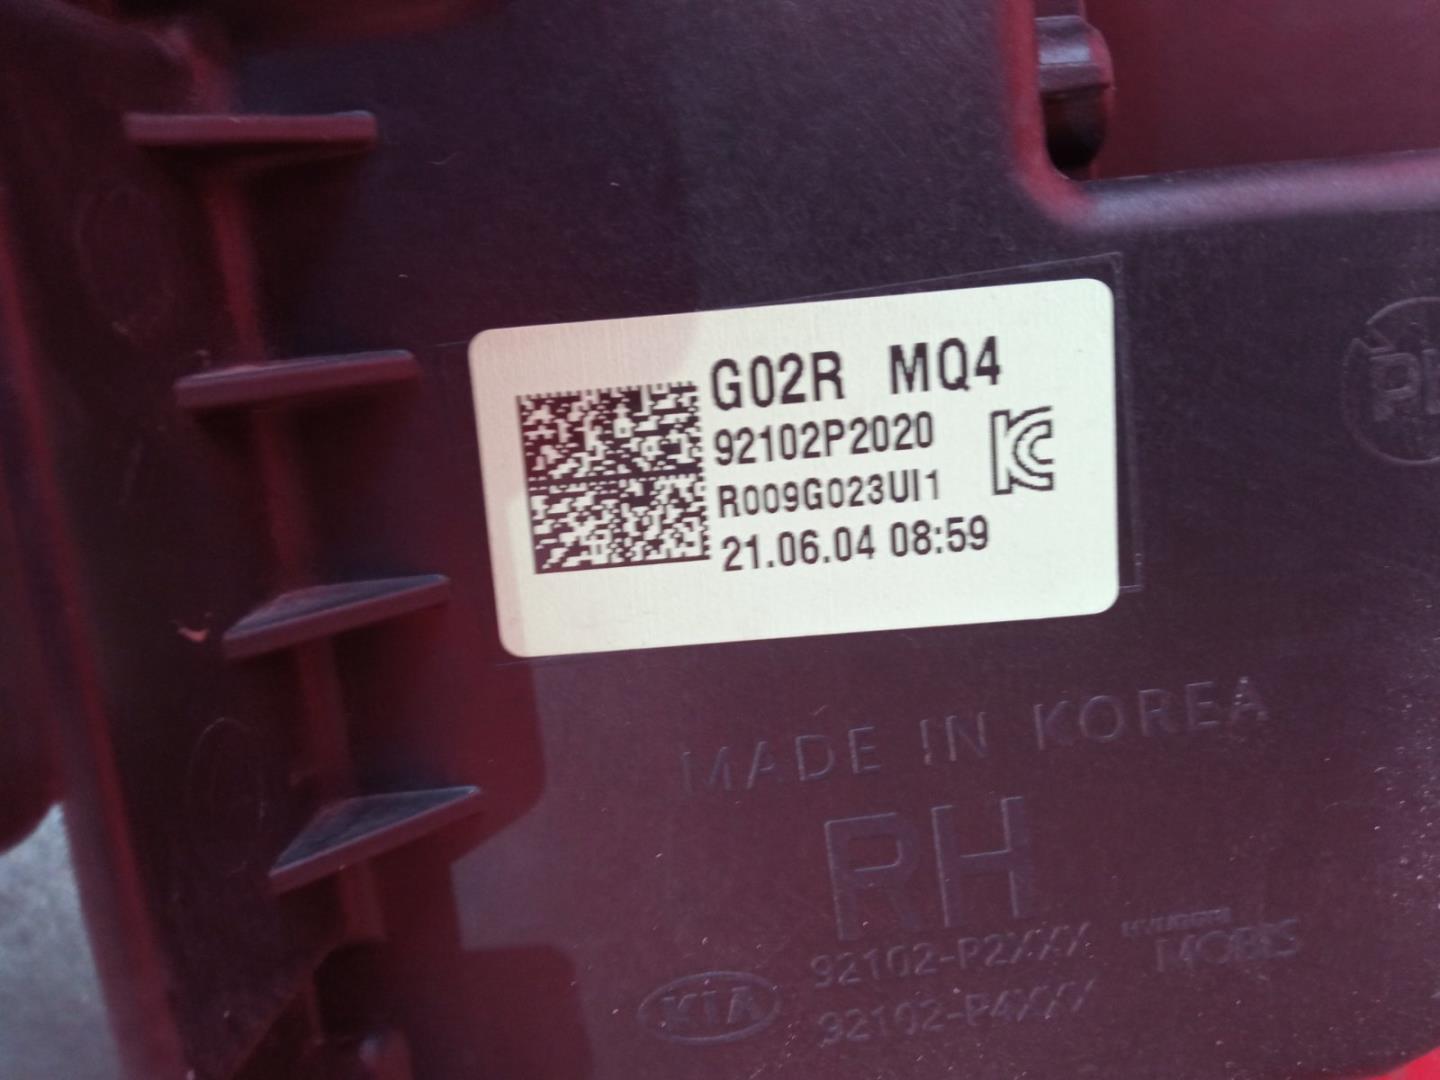 G02R MQ4
92102P2020
R009G023UI1
21.06.04 08:59
MADE IN KOREA
RH
92102-P2XXX
92102-P4XXX
KIA
HYUNDAI
MOBIS